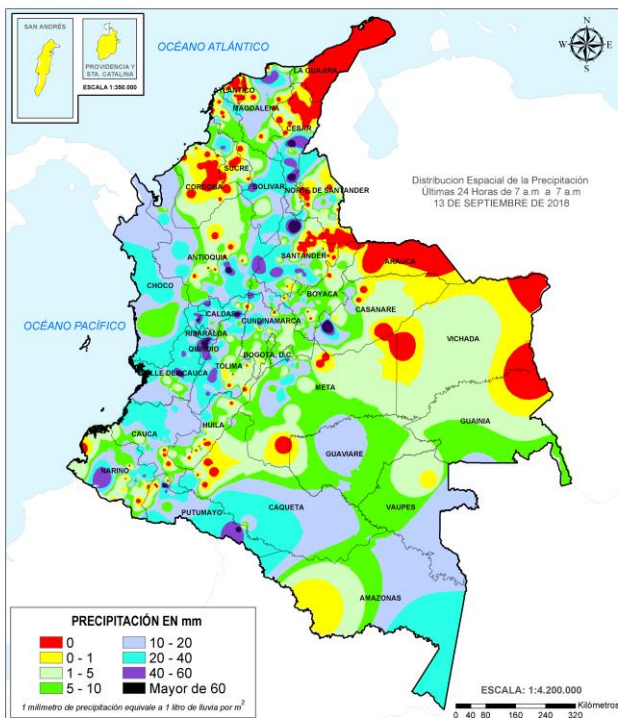 SAN ANDRÉS
PROVIDENCIA Y
STA. CATALINA
ESCALA 1:350.000
OCÉANO ATLÁNTICO
N
W
E
S
LA GUAJIRA
ATLANTICO
MAGDALENA
CESAR
SUCRE
CORDOBA
BOLIVAR
NORTE DE SANTANDER
Distribucion Espacial de la Precipitación
Últimas 24 Horas de 7 a.m a 7 a.m
13 DE SEPTIEMBRE DE 2018
ANTIOQUIA
SANTANDER
ARAUCA
CHOCO
BOYACA
CASANARE
OCÉANO PACÍFICO
CALDAS
CUNDINAMARCA
VICHADA
RISARALDA
QUINDIO
BOGOTA, D.C.
TOLIMA
VALLE DEL CAUCA
META
GUAINIA
CAUCA
HUILA
GUAVIARE
NARIÑO
CAQUETA
VAUPES
PUTUMAYO
AMAZONAS
PRECIPITACIÓN EN mm
0
10 - 20
0 - 1
20 - 40
1 - 5
40 - 60
5 - 10
Mayor de 60
1 milímetro de precipitación equivale a 1 litro de lluvia por m²
ESCALA: 1:4.200.000
0 40 80 160 240 320 Kilómetros